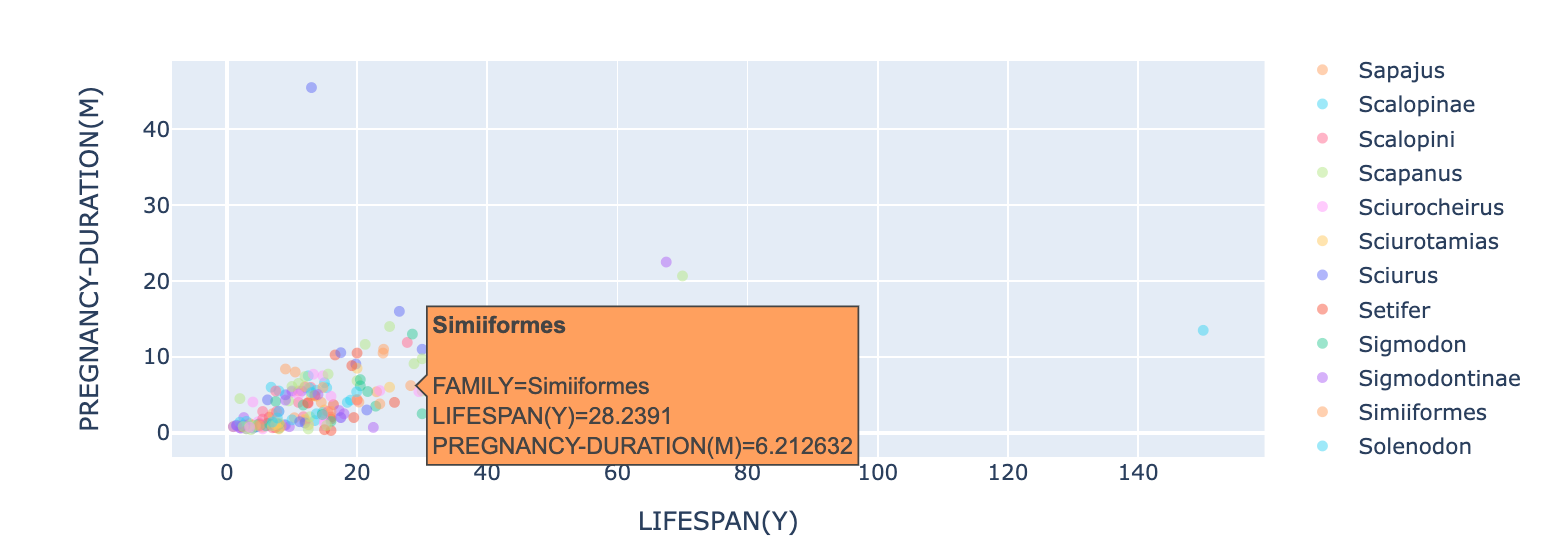 PREGNANCY-DURATION(M)
40
30
20
10
0
Simiiformes
FAMILY=Simiiformes
LIFESPAN(Y)=28.2391
PREGNANCY-DURATION(M)=6.212632
0
20
40
60
80
100
120
140
LIFESPAN(Y)
Sapajus
Scalopinae
Scalopini
Scapanus
Sciurocheirus
Sciurotamias
Sciurus
Setifer
Sigmodon
Sigmodontinae
Simiiformes
Solenodon